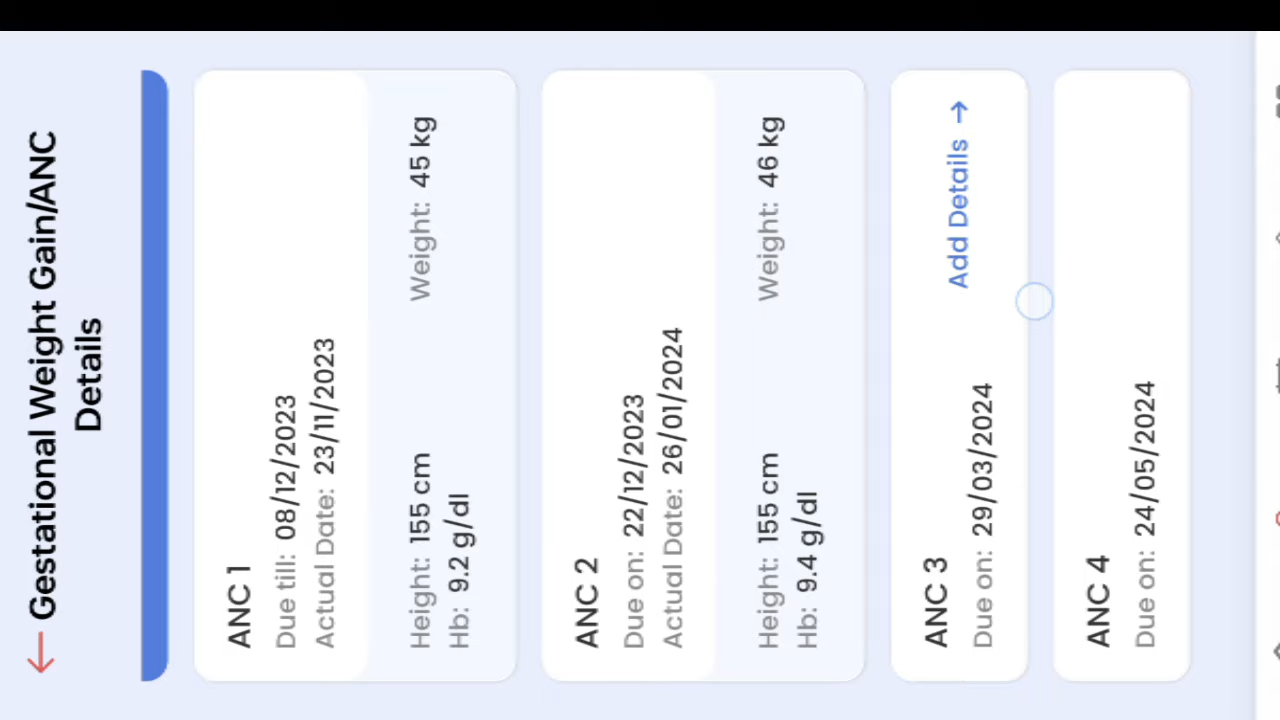 Gestational Weight Gain/ANC
Details
ANC 1
Due till: 08/12/2023
Actual Date: 23/11/2023
Height: 155 cm Weight: 45 kg
Hb: 9.2 g/dl
ANC 2
Due on: 22/12/2023
Actual Date: 26/01/2024
Height: 155 cm Weight: 46 kg
Hb: 9.4 g/dl
ANC 3
Due on: 29/03/2024
Add Details →
ANC 4
Due on: 24/05/2024